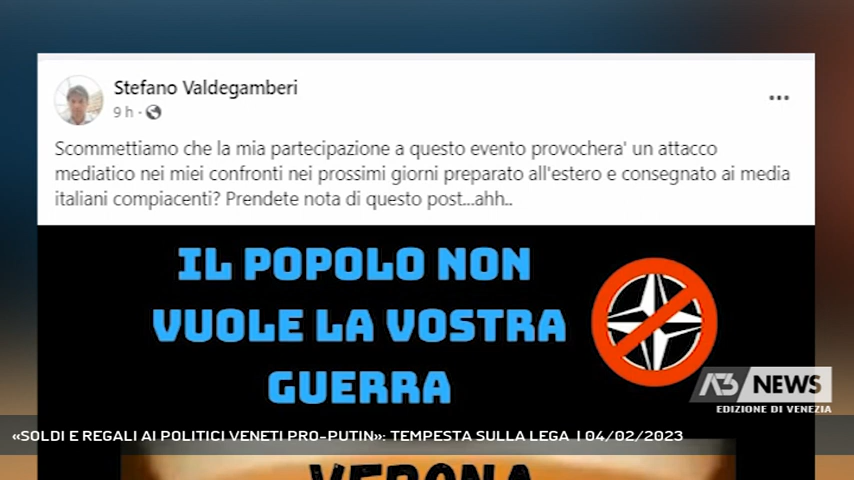 Stefano Valdegamberi
9 h ·
Scommettiamo che la mia partecipazione a questo evento provochera' un attacco
mediatico nei miei confronti nei prossimi giorni preparato all'estero e consegnato ai media
italiani compiacenti? Prendete nota di questo post...ahh..
IL POPOLO NON
VUOLE LA VOSTRA
GUERRA
A3 NEWS
EDIZIONE DI VENEZIA
«SOLDI E REGALI AI POLITICI VENETI PRO-PUTIN»: TEMPESTA SULLA LEGA | 04/02/2023
VERONA